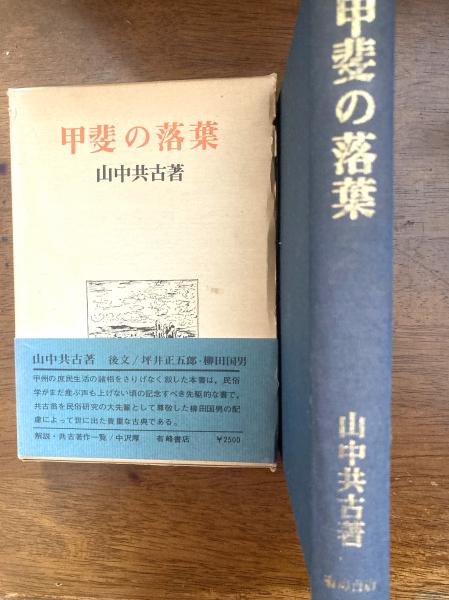 甲斐の落葉
山中共古著
山中共古著 後文/坪井正五郎・柳田国男
甲州の庶民生活の諸相をさりげなく叙した本書は、民俗
学がまだ産ぶ声も上げない頃の記念すべき先駆的な書で、
共古翁を民俗研究の大先輩として尊敬した柳田国男の配
慮によって世に出た貴重な古典である。
解説・共古著作一覧/中沢厚 有峰書店 ¥2500
甲斐の落葉
山中共古著